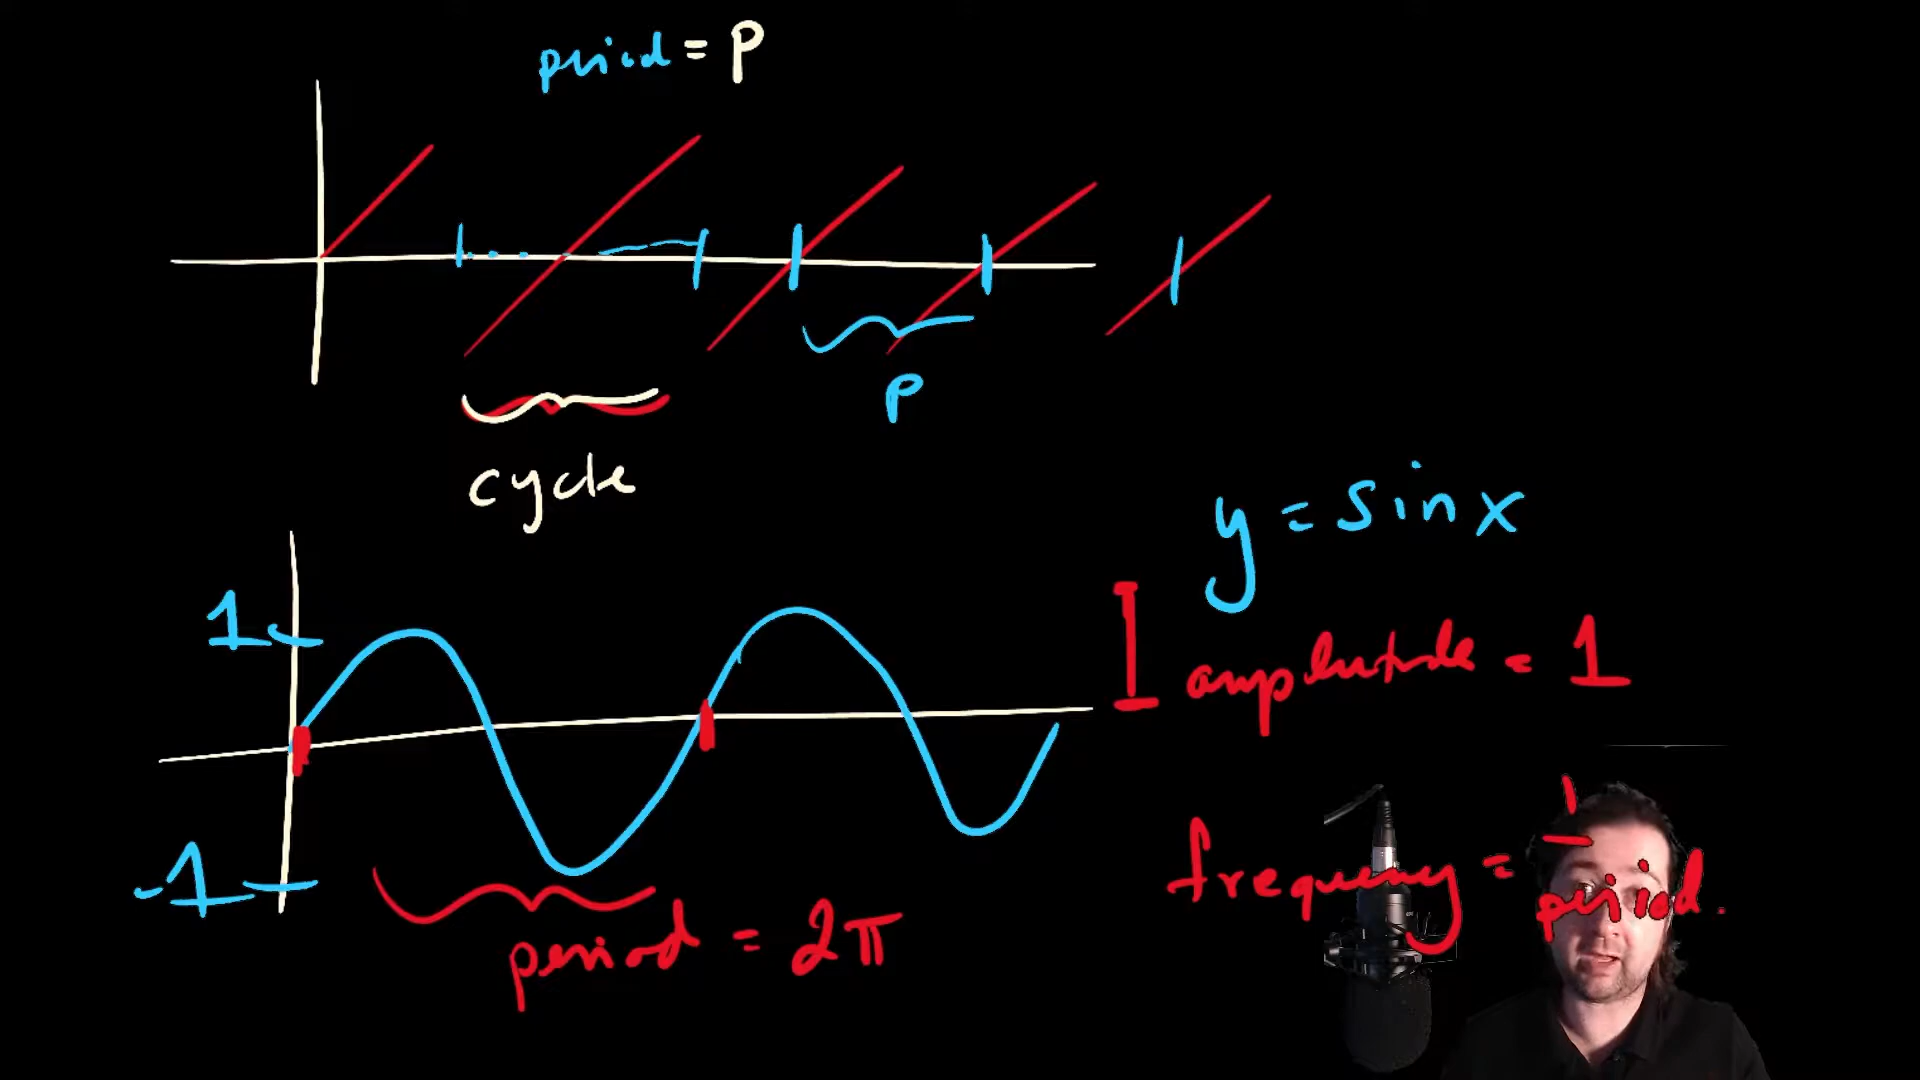 period = P
P
cycle
y = sin x
1
amplitude = 1
-1
frequency = 1/period.
period = 2π